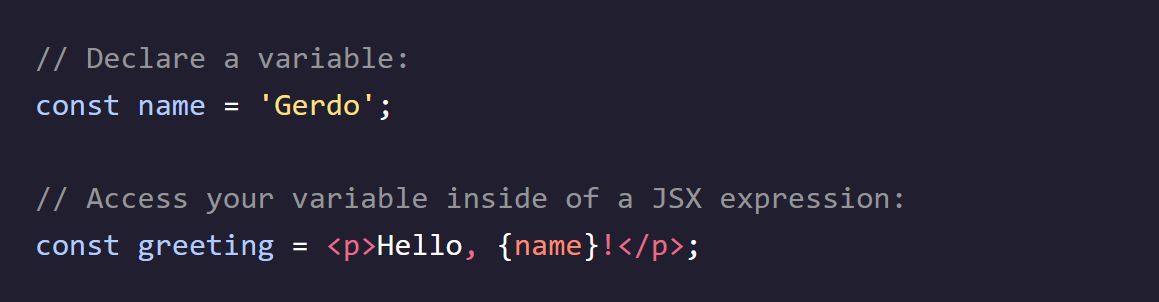 // Declare a variable:
const name = 'Gerdo';
// Access your variable inside of a JSX expression:
const greeting = <p>Hello, {name}!</p>;